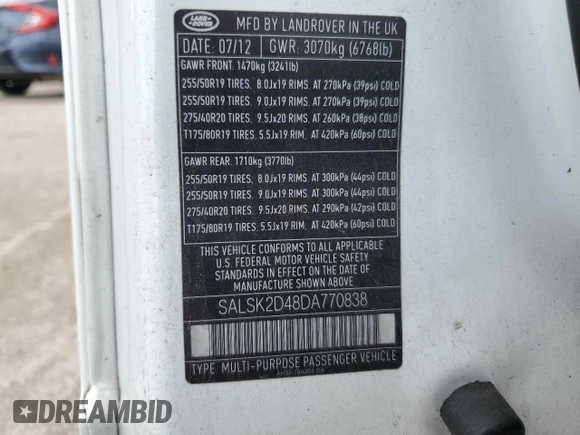 LAND ROVER
MFD BY LANDROVER IN THE UK
DATE: 07/12 GWR. 3070kg (6768lb)
GAWR FRONT: 1470kg (3241lb)
255/50R19 TIRES, 8.0Jx19 RIMS, AT 270kPa (39psi) COLD
255/50R19 TIRES, 9.0Jx19 RIMS, AT 270kPa (39psi) COLD
275/40R20 TIRES, 9.5Jx20 RIMS, AT 260kPa (38psi) COLD
T175/80R19 TIRES, 5.5Jx19 RIM, AT 420kPa (60psi) COLD
GAWR REAR: 1710kg (3770lb)
255/50R19 TIRES, 8.0Jx19 RIMS, AT 300kPa (44psi) COLD
255/50R19 TIRES, 9.0Jx19 RIMS, AT 300kPa (44psi) COLD
275/40R20 TIRES, 9.5Jx20 RIMS, AT 290kPa (42psi) COLD
T175/80R19 TIRES, 5.5Jx19 RIM, AT 420kPa (60psi) COLD
THIS VEHICLE CONFORMS TO ALL APPLICABLE
U.S. FEDERAL MOTOR VEHICLE SAFETY
STANDARDS IN EFFECT ON THE DATE OF
MANUFACTURE SHOWN ABOVE.
SALSK2D48DA770838
TYPE: MULTI-PURPOSE PASSENGER VEHICLE
DREAMBID